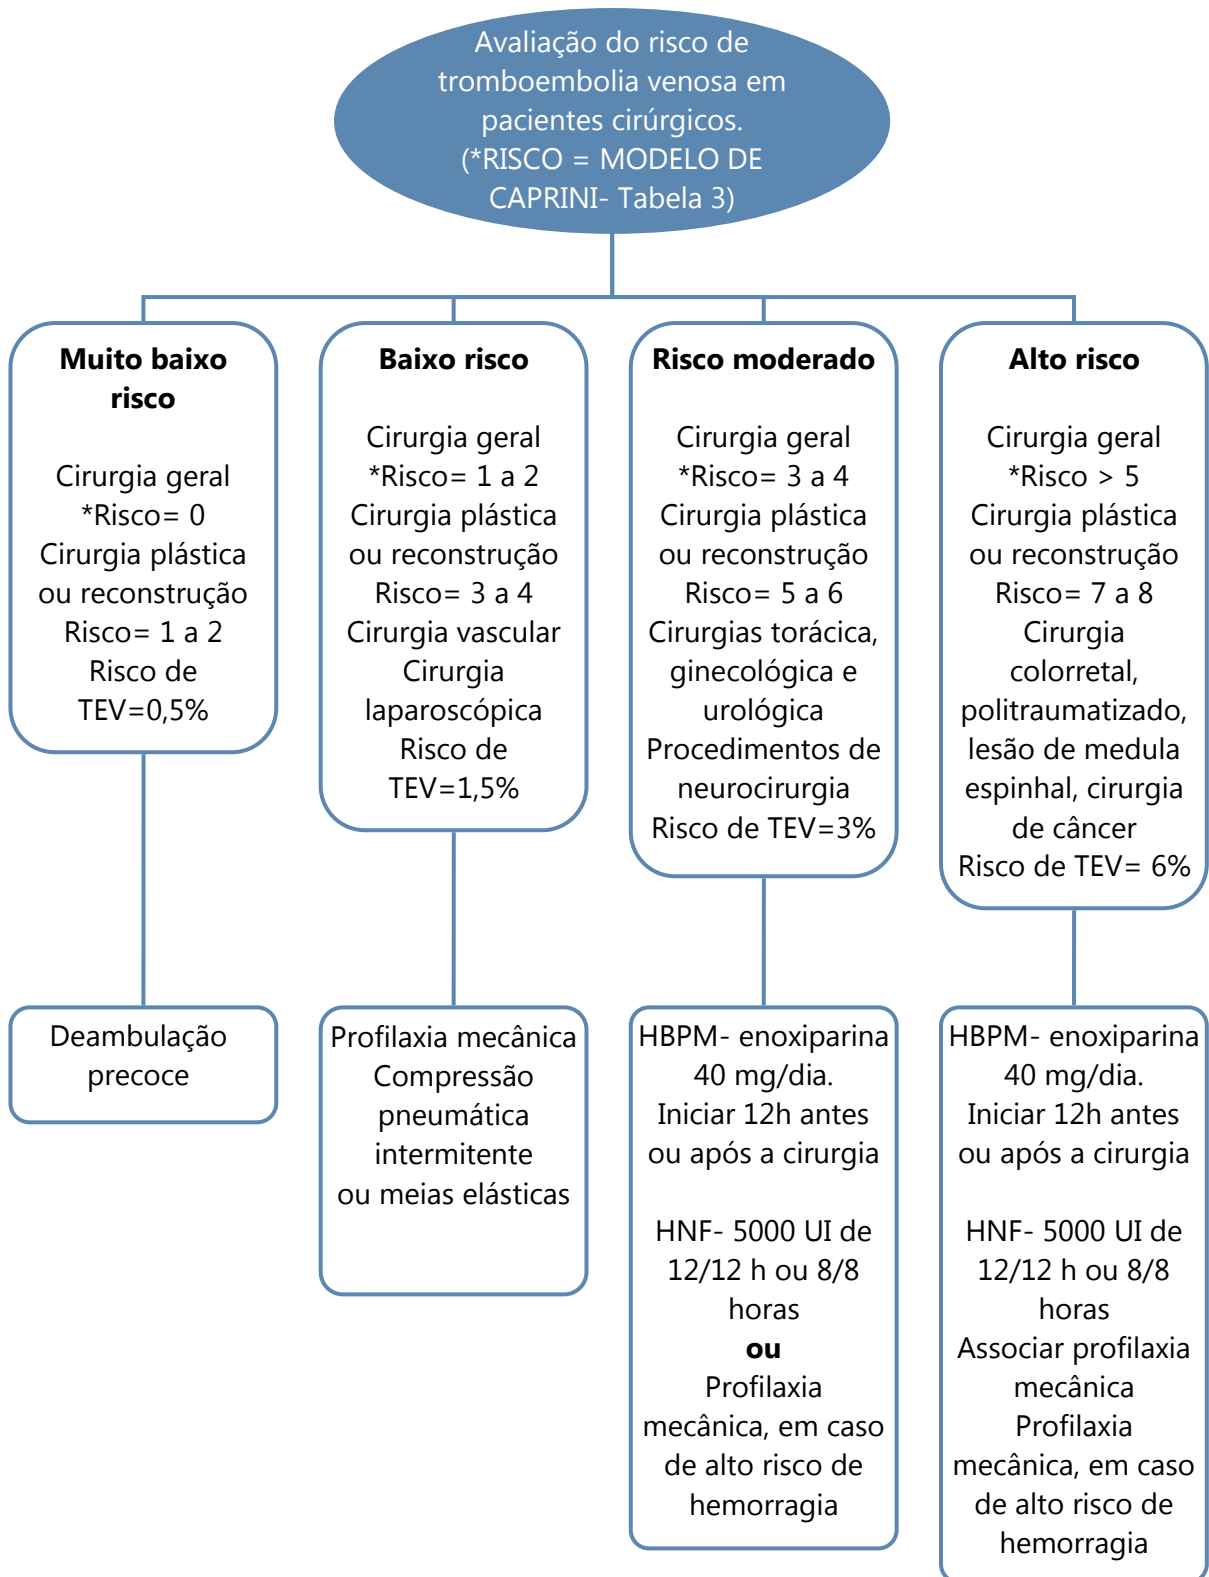 Avaliação do risco de
tromboembolia venosa em
pacientes cirúrgicos.
(*RISCO = MODELO DE
CAPRINI- Tabela 3)
Muito baixo
risco
Cirurgia geral
*Risco= 0
Cirurgia plástica
ou reconstrução
Risco= 1 a 2
Risco de
TEV=0,5%
Baixo risco
Cirurgia geral
*Risco= 1 a 2
Cirurgia plástica
ou reconstrução
Risco= 3 a 4
Cirurgia vascular
Cirurgia
laparoscópica
Risco de
TEV=1,5%
Risco moderado
Cirurgia geral
*Risco= 3 a 4
Cirurgia plástica
ou reconstrução
Risco= 5 a 6
Cirurgias torácica,
ginecológica e
urológica
Procedimentos de
neurocirurgia
Risco de TEV=3%
Alto risco
Cirurgia geral
*Risco > 5
Cirurgia plástica
ou reconstrução
Risco= 7 a 8
Cirurgia
colorretal,
politraumatizado,
lesão de medula
espinhal, cirurgia
de câncer
Risco de TEV= 6%
Deambulação
precoce
Profilaxia mecânica
Compressão
pneumática
intermitente
ou meias elásticas
HBPM- enoxiparina
40 mg/dia.
Iniciar 12h antes
ou após a cirurgia
HNF- 5000 UI de
12/12 h ou 8/8
horas
ou
Profilaxia
mecânica, em caso
de alto risco de
hemorragia
HBPM- enoxiparina
40 mg/dia.
Iniciar 12h antes
ou após a cirurgia
HNF- 5000 UI de
12/12 h ou 8/8
horas
Associar profilaxia
mecânica
Profilaxia
mecânica, em caso
de alto risco de
hemorragia